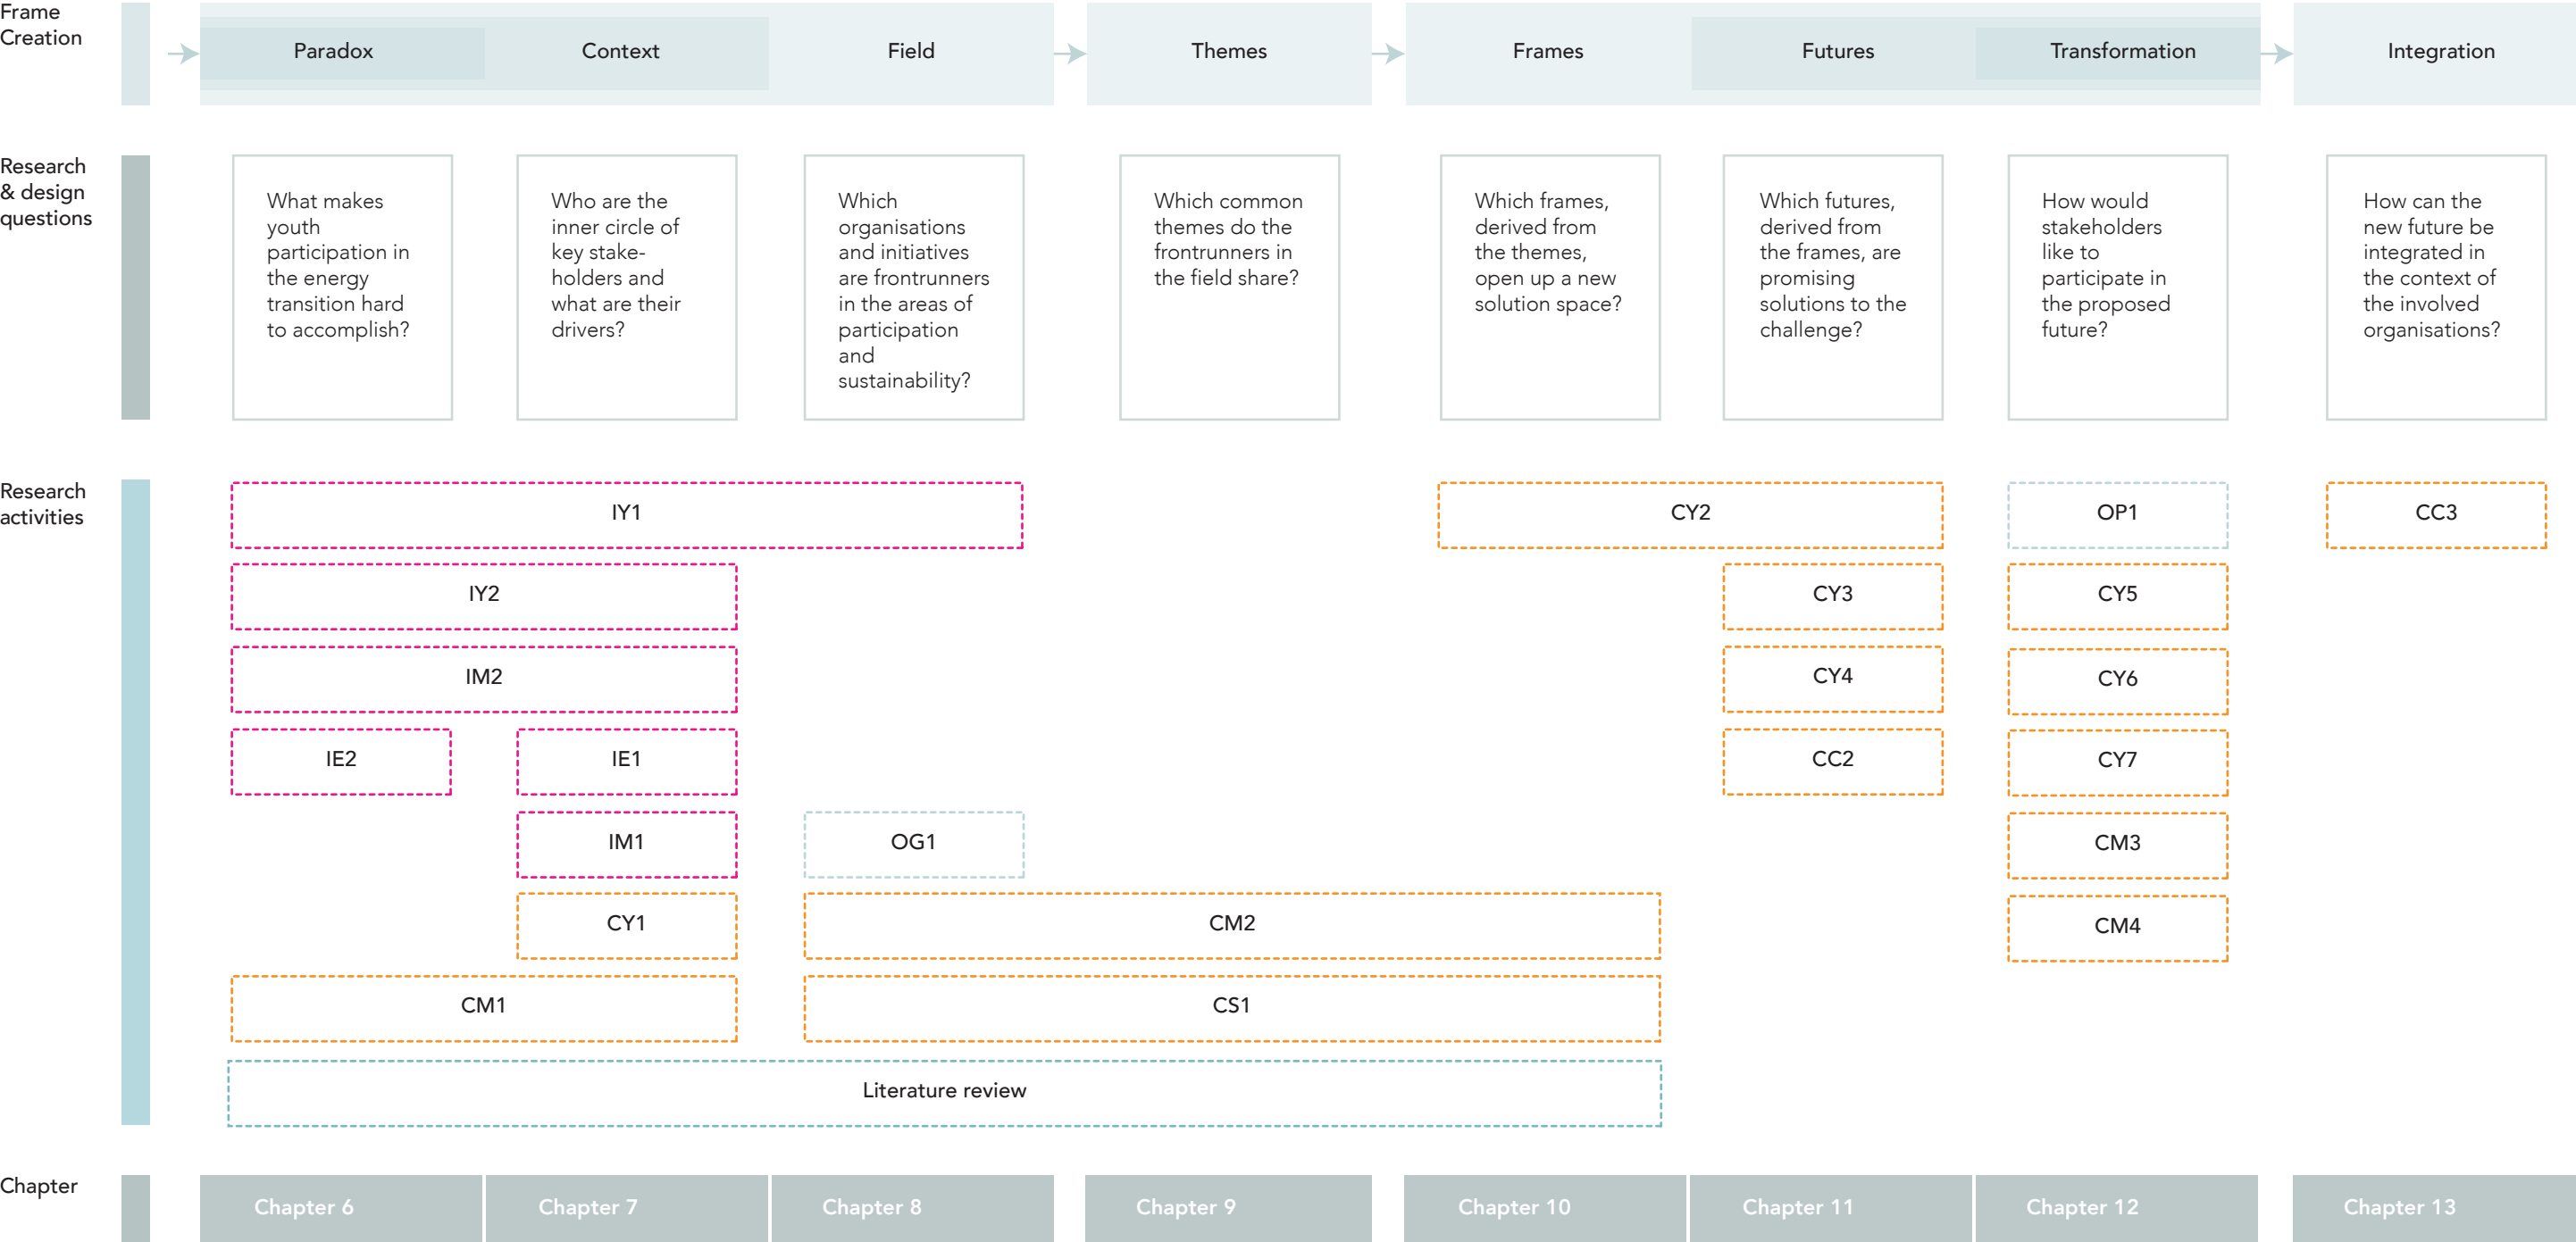 Frame
Creation
Paradox
Context
Field
Themes
Frames
Futures
Transformation
Integration
Research
& design
questions
What makes
youth
participation in
the energy
transition hard
to accomplish?
Who are the
inner circle of
key stake-
holders and
what are their
drivers?
Which
organisations
and initiatives
are frontrunners
in the areas of
participation
and
sustainability?
Which common
themes do the
frontrunners in
the field share?
Which frames,
derived from
the themes,
open up a new
solution space?
Which futures,
derived from
the frames, are
promising
solutions to the
challenge?
How would
stakeholders
like to
participate in
the proposed
future?
How can the
new future be
integrated in
the context of
the involved
organisations?
Research
activities
IY1
CY2
OP1
CC3
IY2
CY3
CY5
IM2
CY4
CY6
IE2
IE1
CC2
CY7
IM1
OG1
CM3
CY1
CM2
CM4
CM1
CS1
Literature review
Chapter
Chapter 6
Chapter 7
Chapter 8
Chapter 9
Chapter 10
Chapter 11
Chapter 12
Chapter 13